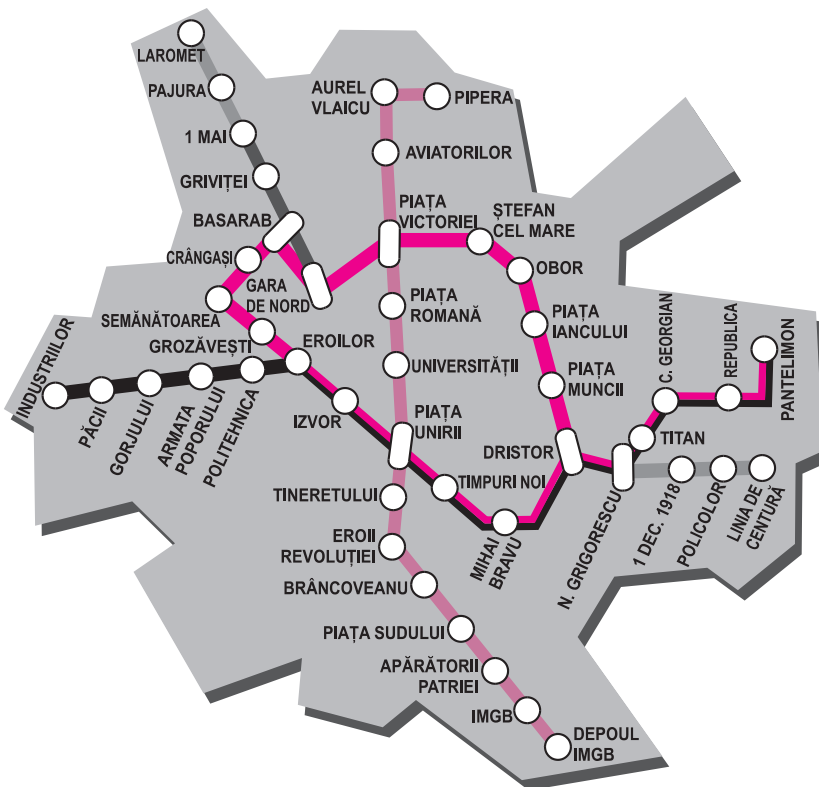 LAROMET
PAJURA
1 MAI
GRIVIȚEI
BASARAB
CRÂNGAȘI
GARA
DE NORD
SEMĂNĂTOAREA
GROZĂVEȘTI
EROILOR
INDUSTRIILOR
PĂCII
GORJULUI
ARMATA
POPORULUI
POLITEHNICA
IZVOR
AUREL
VLAICU
PIPERA
AVIATORILOR
PIAȚA
VICTORIEI
ȘTEFAN
CEL MARE
OBOR
PIAȚA
ROMANĂ
PIAȚA
IANCULUI
UNIVERSITĂȚII
PIAȚA
MUNCII
PIAȚA
UNIRII
DRISTOR
TIMPURI NOI
MIHAI
BRAVU
N. GRIGORESCU
TITAN
C. GEORGIAN
REPUBLICA
PANTELIMON
1 DEC. 1918
POLICOLOR
LINIA DE
CENTURĂ
TINERETULUI
EROII
REVOLUȚIEI
BRÂNCOVEANU
PIAȚA SUDULUI
APĂRĂTORII
PATRIEI
IMGB
DEPOUL
IMGB